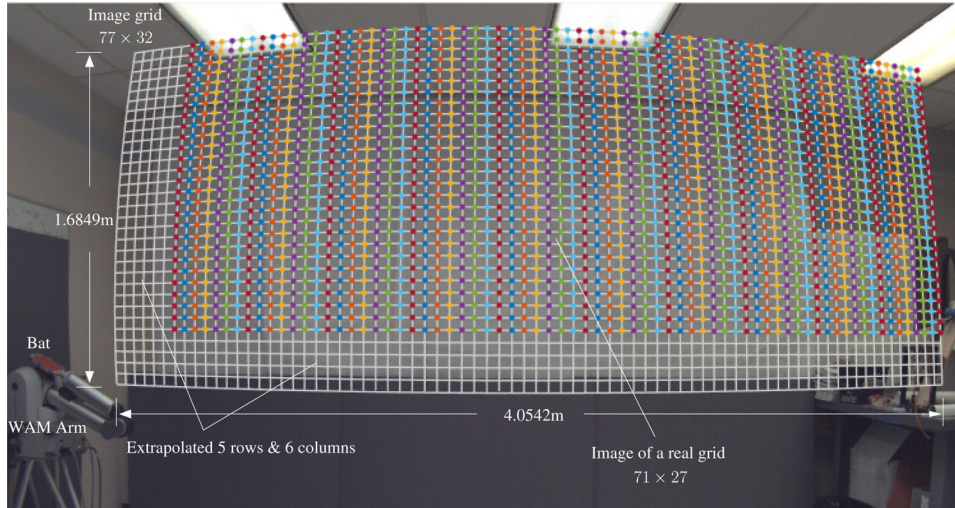 Image grid
77 × 32
1.6849m
Bat
WAM Arm
4.0542m
Extrapolated 5 rows & 6 columns
Image of a real grid
71 × 27